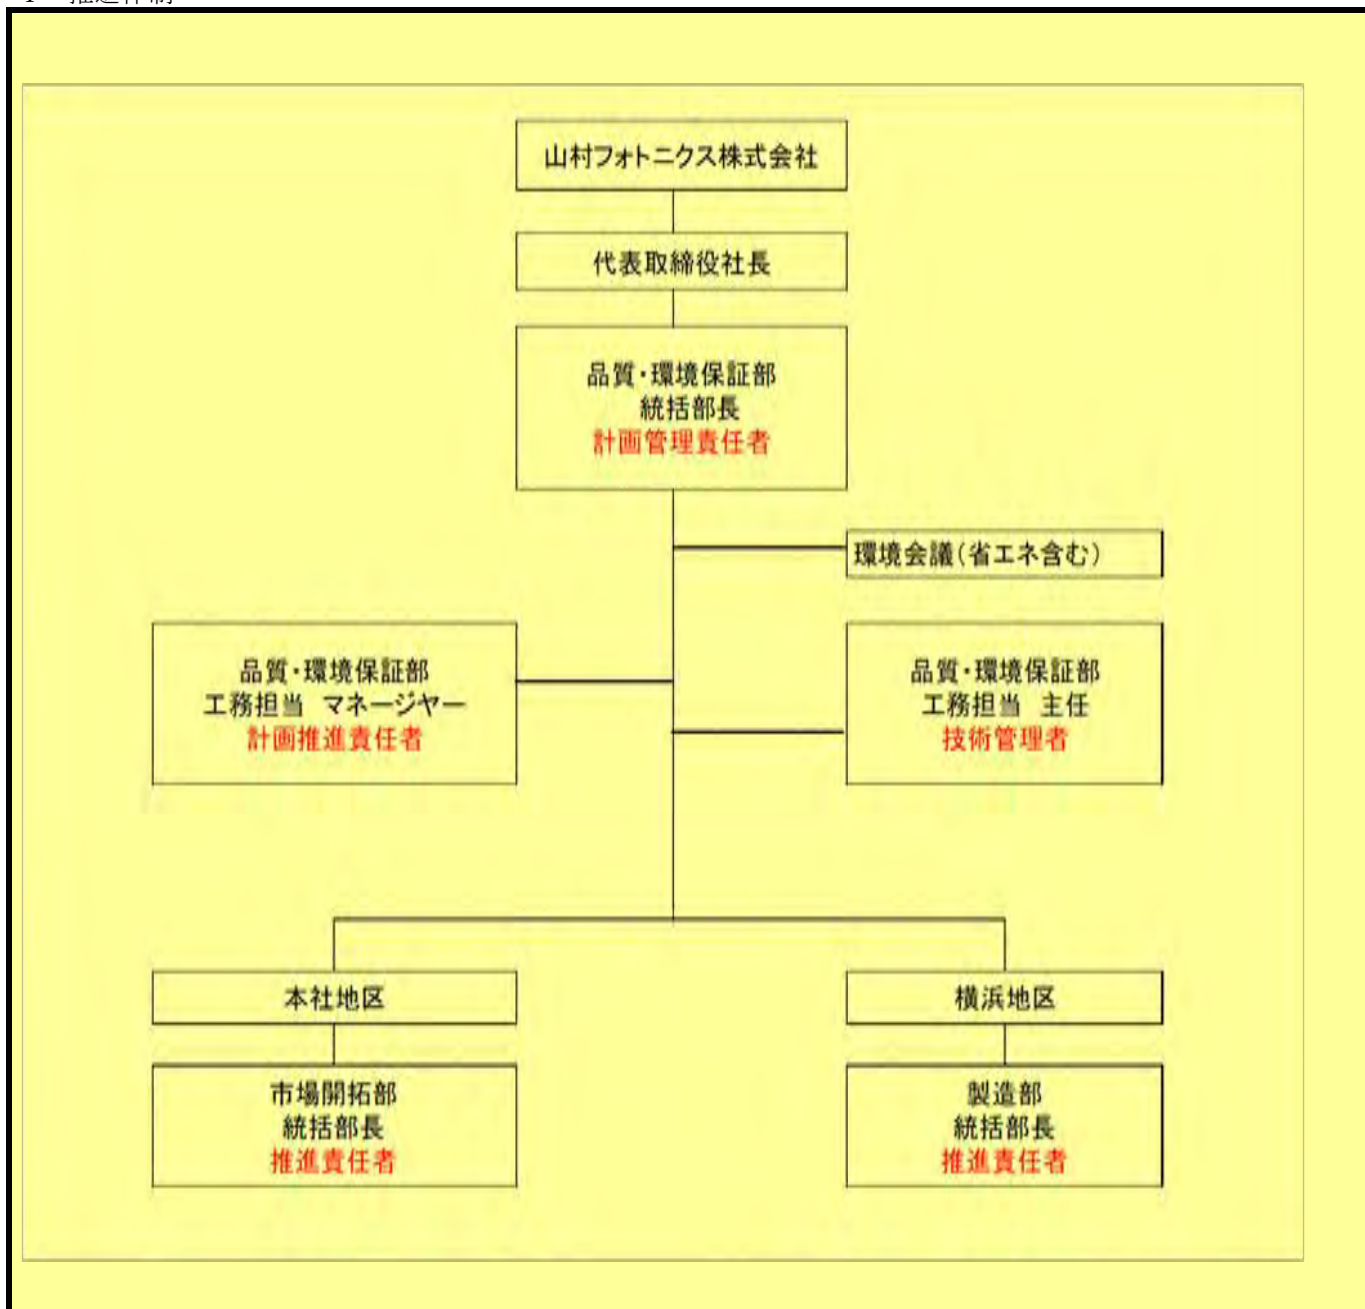 山村フォトニクス株式会社
代表取締役社長
品質・環境保証部
統括部長
計画管理責任者
環境会議(省エネ含む)
品質・環境保証部
工務担当　マネージャー
計画推進責任者
品質・環境保証部
工務担当　主任
技術管理者
本社地区
市場開拓部
統括部長
推進責任者
横浜地区
製造部
統括部長
推進責任者